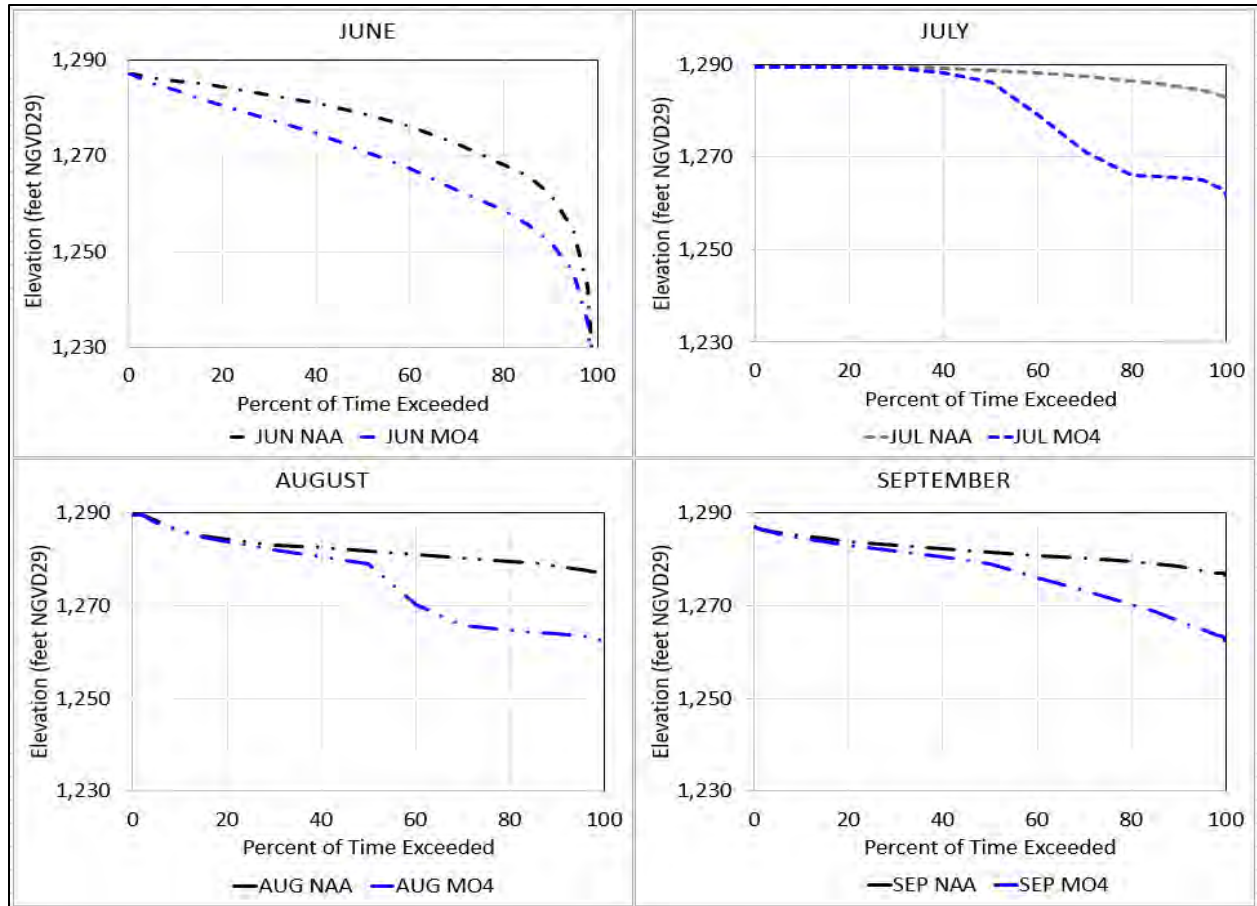 JUNE
1,290
1,270
1,250
1,230
Elevation (feet NGVD29)
0 20 40 60 80 100
Percent of Time Exceeded
JUN NAA JUN MO4
JULY
1,290
1,270
1,250
1,230
Elevation (feet NGVD29)
0 20 40 60 80 100
Percent of Time Exceeded
JUL NAA JUL MO4
AUGUST
1,290
1,270
1,250
1,230
Elevation (feet NGVD29)
0 20 40 60 80 100
Percent of Time Exceeded
AUG NAA AUG MO4
SEPTEMBER
1,290
1,270
1,250
1,230
Elevation (feet NGVD29)
0 20 40 60 80 100
Percent of Time Exceeded
SEP NAA SEP MO4